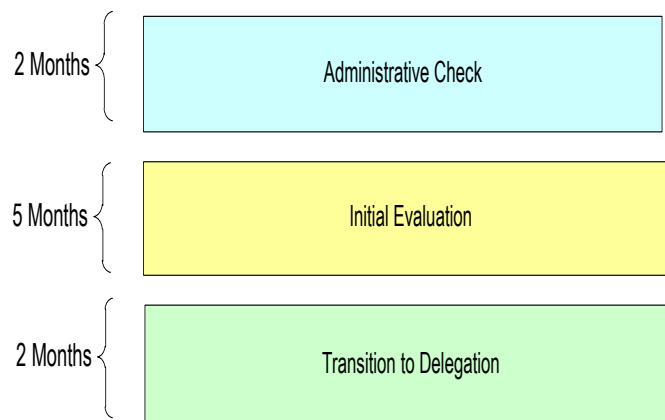 2 Months
Administrative Check
5 Months
Initial Evaluation
2 Months
Transition to Delegation